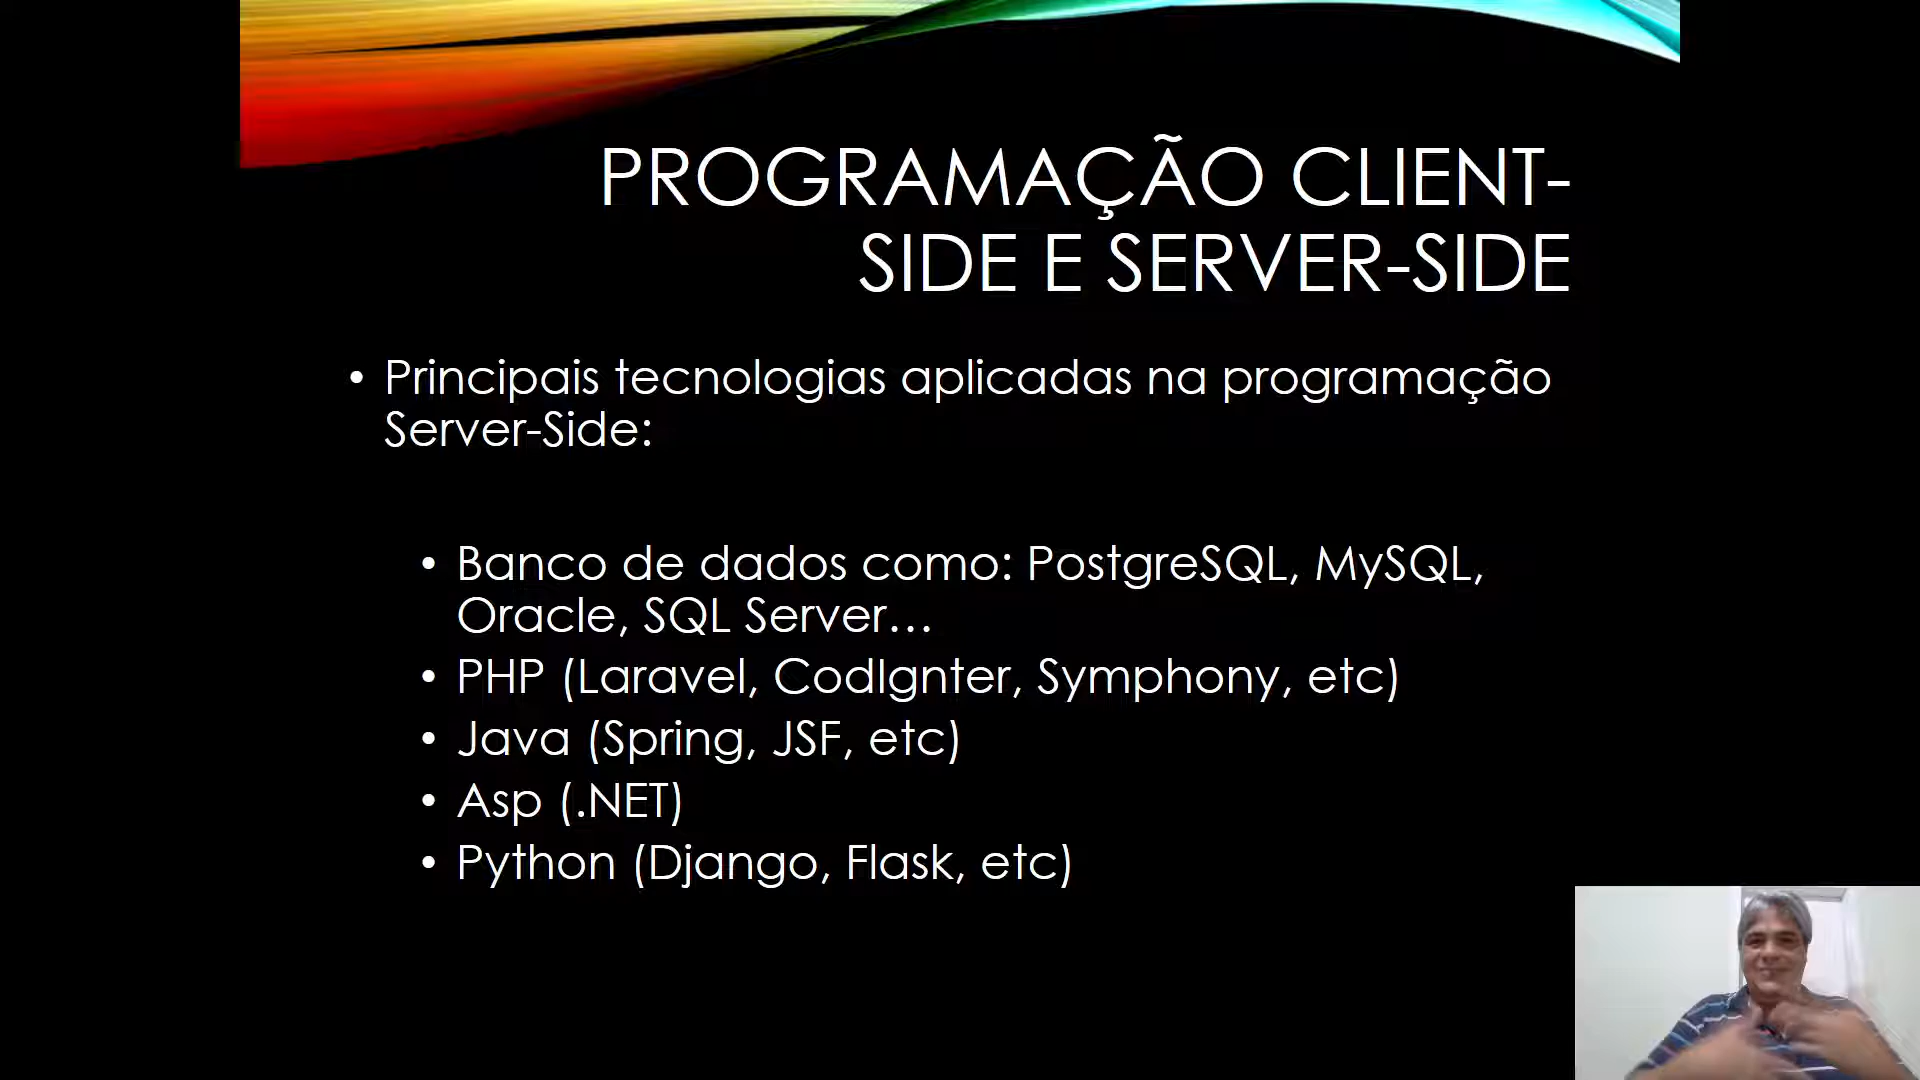 PROGRAMAÇÃO CLIENT-
SIDE E SERVER-SIDE
• Principais tecnologias aplicadas na programação
Server-Side:
• Banco de dados como: PostgreSQL, MySQL,
Oracle, SQL Server...
• PHP (Laravel, CodIgnter, Symphony, etc)
• Java (Spring, JSF, etc)
• Asp (.NET)
• Python (Django, Flask, etc)